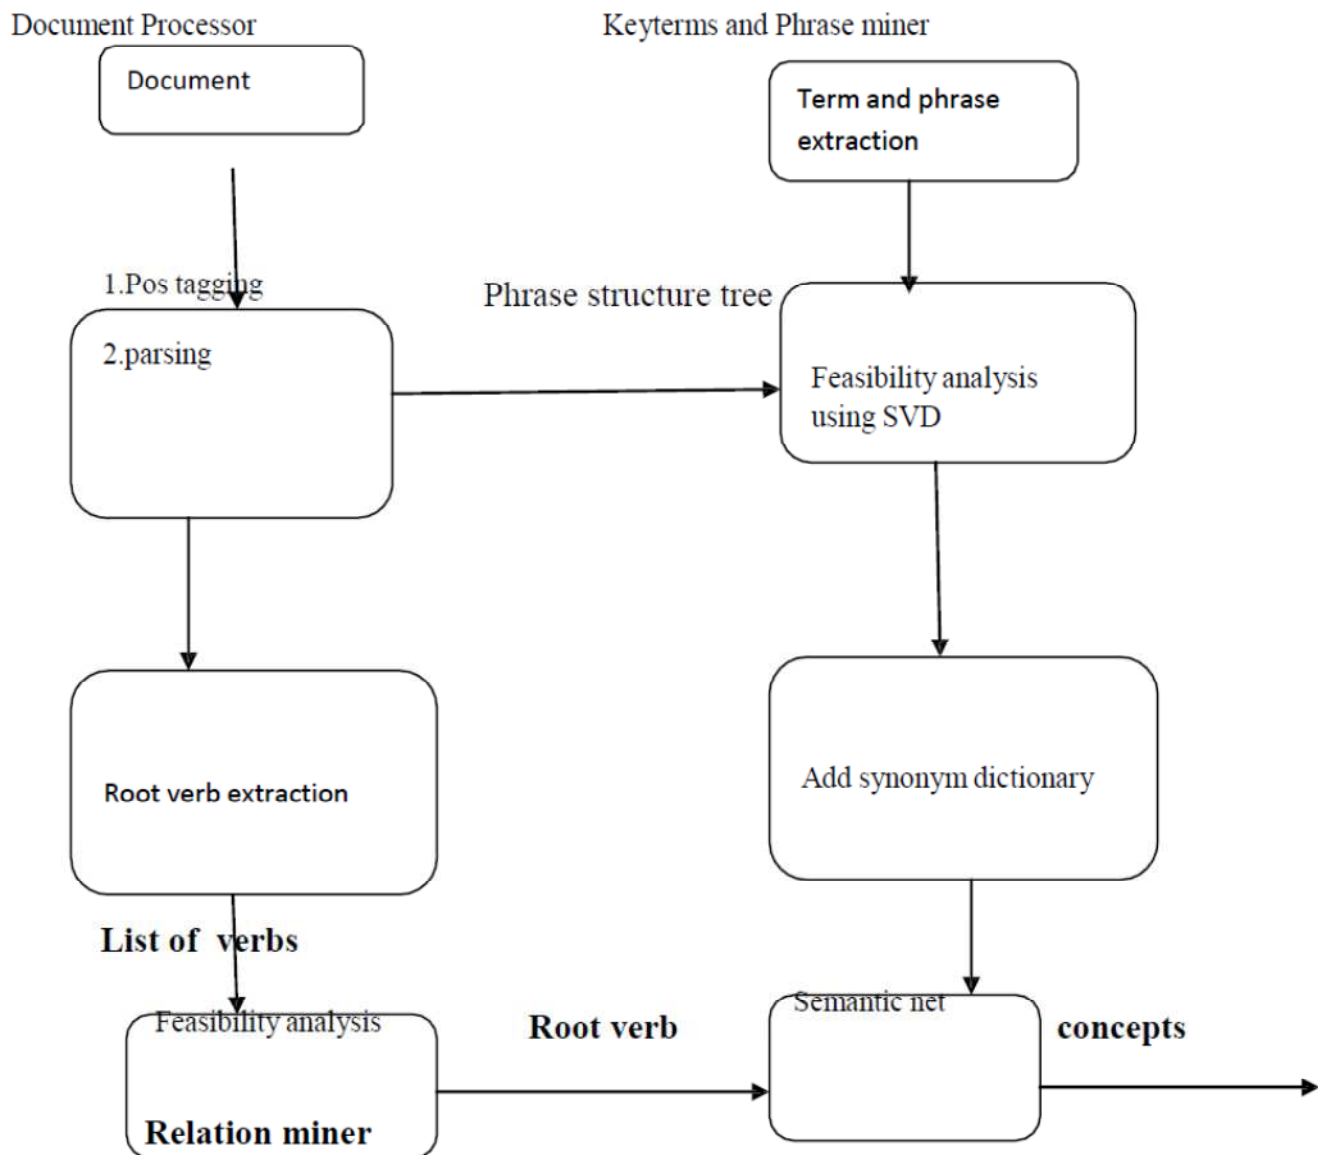 Document Processor
Keyterms and Phrase miner
Document
Term and phrase
extraction
1.Pos tagging
2.parsing
Phrase structure tree
Feasibility analysis
using SVD
Root verb extraction
Add synonym dictionary
List of  verbs
Feasibility analysis
Relation miner
Root verb
Semantic net
concepts